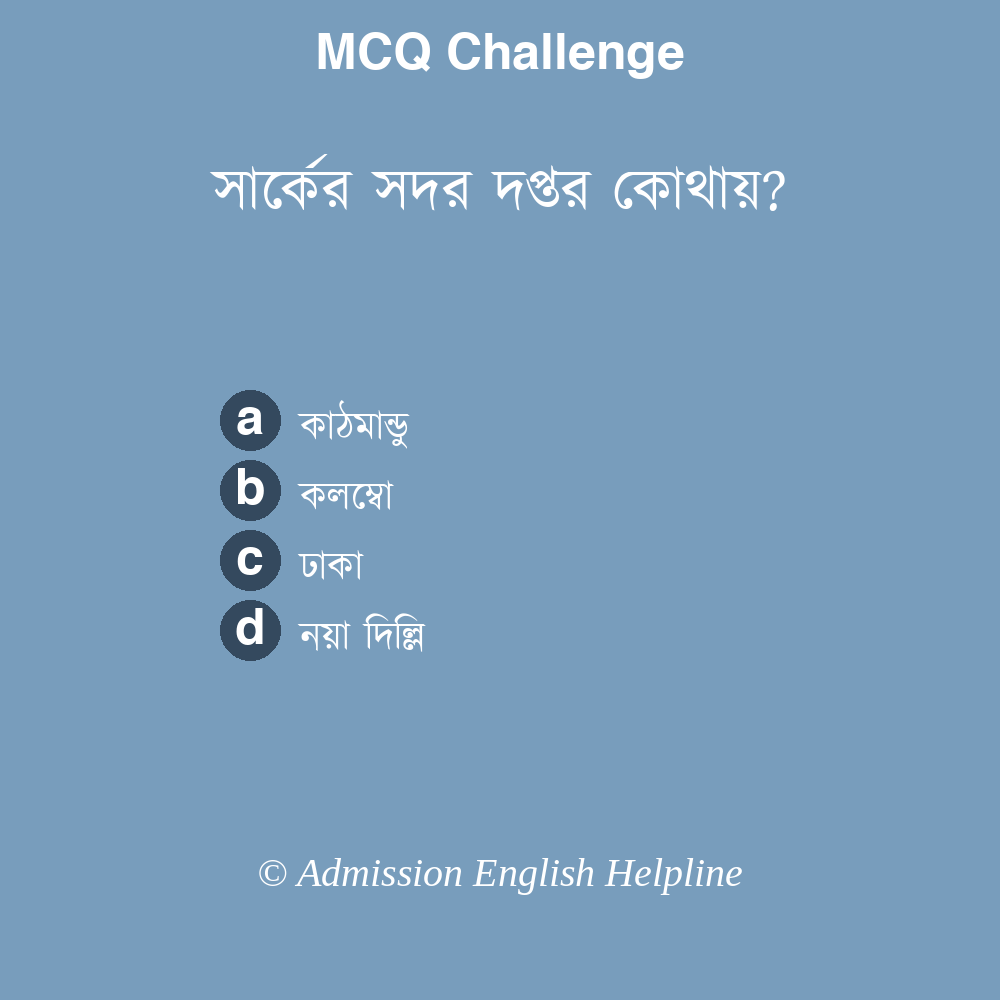 MCQ Challenge
সার্কের সদর দপ্তর কোথায়?
a কাঠমান্ডু
b কলম্বো
c ঢাকা
d নয়া দিল্লি
© Admission English Helpline